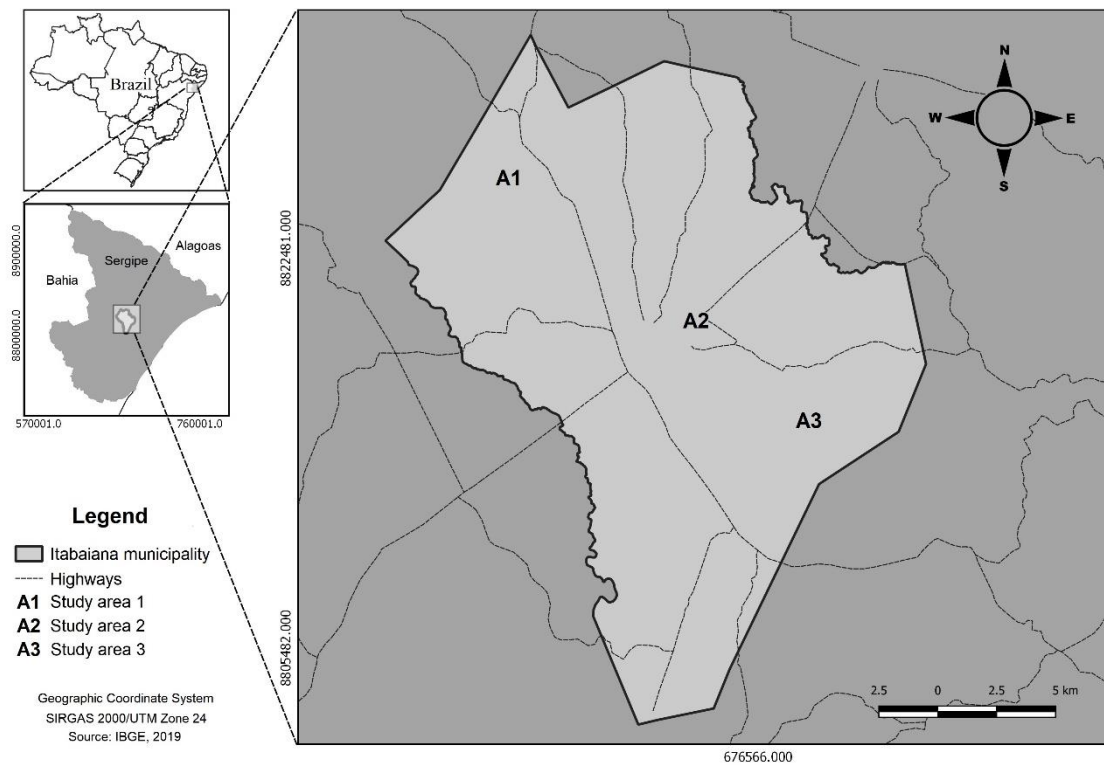 Brazil
8900000.0
8800000.0
Alagoas
Sergipe
Bahia
570001.0
760001.0
Legend
Itabaiana municipality
Highways
A1 Study area 1
A2 Study area 2
A3 Study area 3
Geographic Coordinate System
SIRGAS 2000/UTM Zone 24
Source: IBGE, 2019
8822481.000
8805482.000
A1
A2
A3
N
W
E
S
2.5 0 2.5 5 km
676566.000